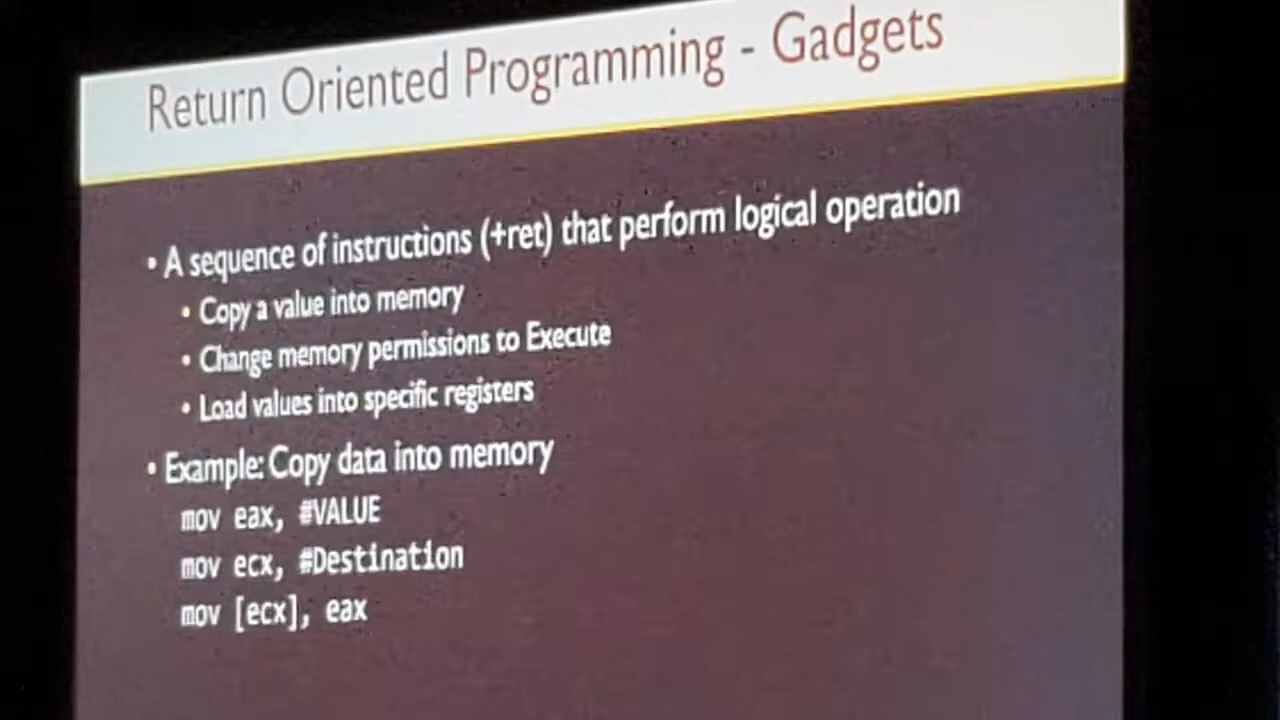 Return Oriented Programming - Gadgets
• A sequence of instructions (+ret) that perform logical operation
• Copy a value into memory
• Change memory permissions to Execute
• Load values into specific registers
• Example: Copy data into memory
mov eax, #VALUE
mov ecx, #Destination
mov [ecx], eax